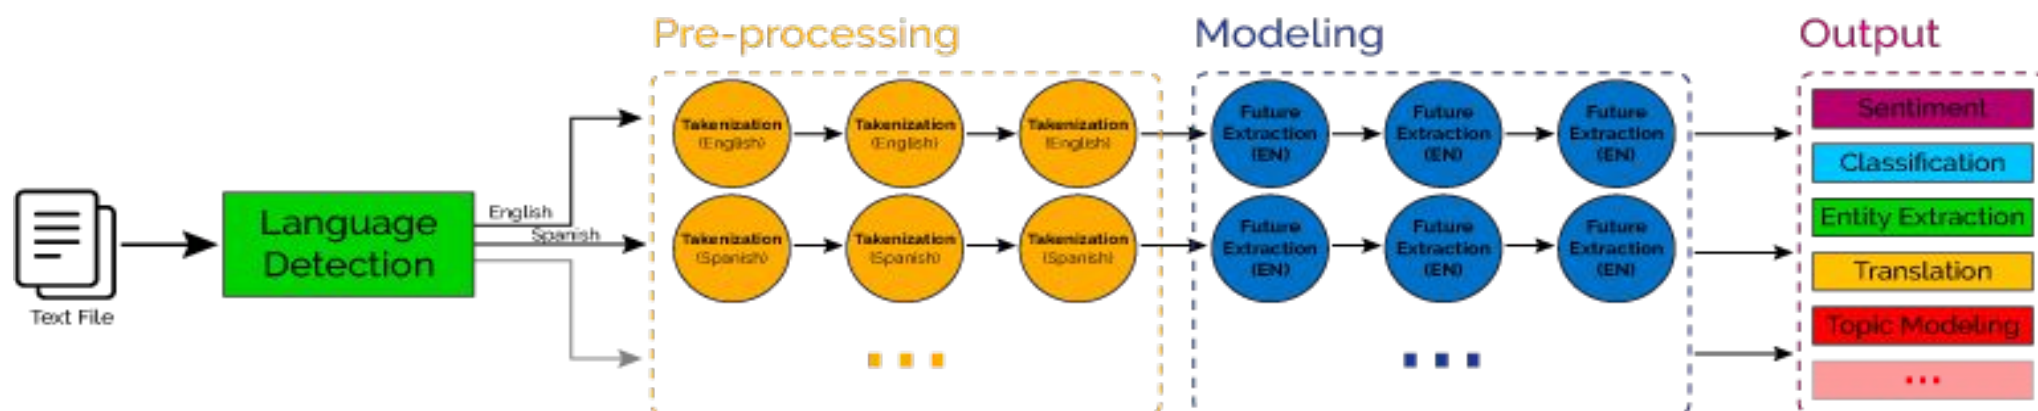 Pre-processing
Modeling
Output
Text File
Language
Detection
English
Spanish
Takenization
(English)
Takenization
(English)
Takenization
(English)
Takenization
(Spanish)
Takenization
(Spanish)
Takenization
(Spanish)
...
Future
Extraction
(EN)
Future
Extraction
(EN)
Future
Extraction
(EN)
Future
Extraction
(EN)
Future
Extraction
(EN)
Future
Extraction
(EN)
...
Sentiment
Classification
Entity Extraction
Translation
Topic Modeling
...